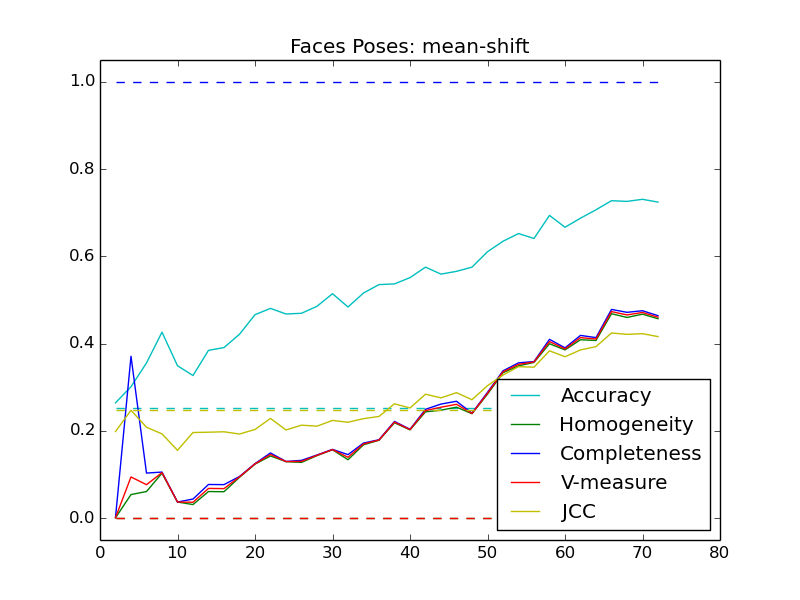 Faces Poses: mean-shift
1.0
0.8
0.6
0.4
0.2
0.0
Accuracy
Homogeneity
Completeness
V-measure
JCC
0 10 20 30 40 50 60 70 80